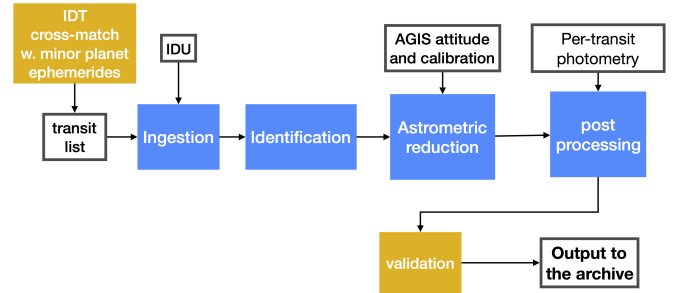 IDT
cross-match
w. minor planet
ephemerides
IDU
AGIS attitude
and calibration
Per-transit
photometry
transit
list
Ingestion
Identification
Astrometric
reduction
post
processing
validation
Output to
the archive